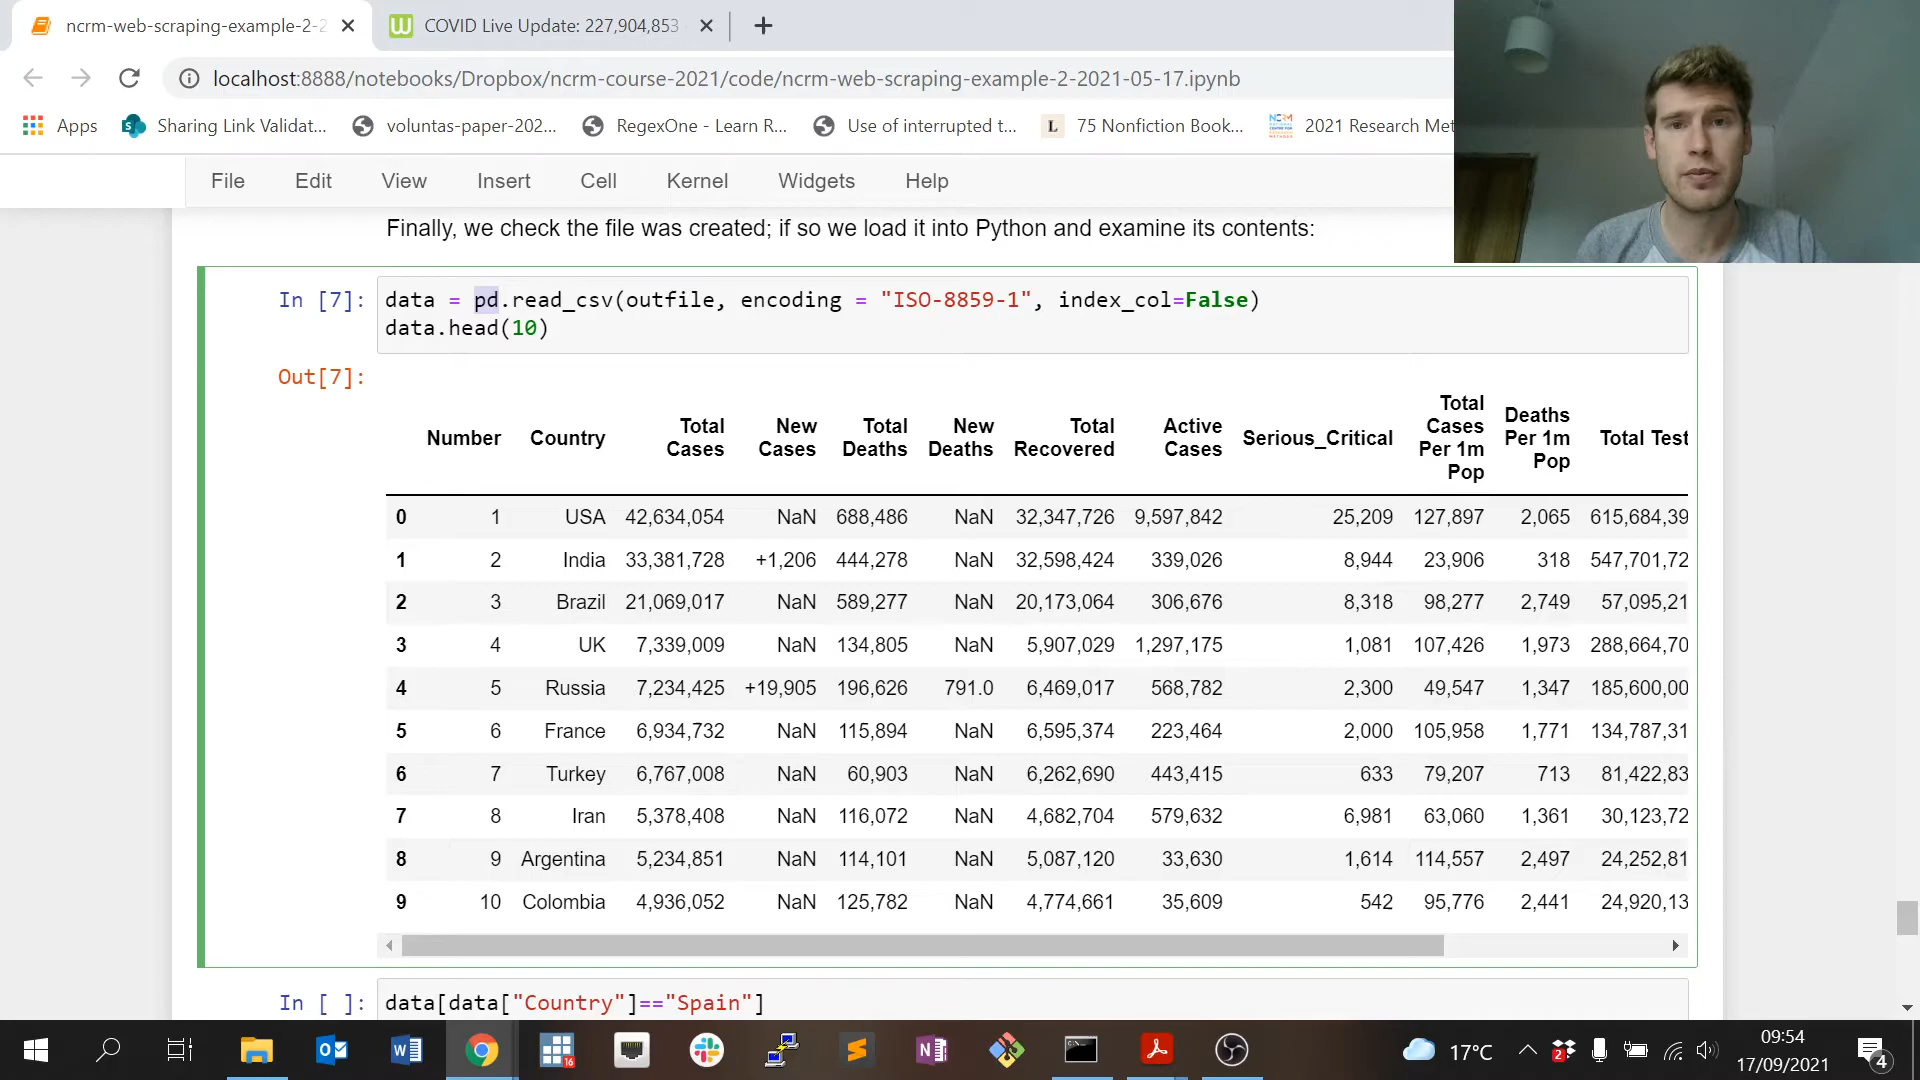 ncrm-web-scraping-example-2-2
COVID Live Update: 227,904,853
localhost:8888/notebooks/Dropbox/ncrm-course-2021/code/ncrm-web-scraping-example-2-2021-05-17.ipynb
Apps Sharing Link Validat... voluntas-paper-202... RegexOne - Learn R... Use of interrupted t... L 75 Nonfiction Book... NCRM 2021 Research Met
File Edit View Insert Cell Kernel Widgets Help
Finally, we check the file was created; if so we load it into Python and examine its contents:
In [7]: data = pd.read_csv(outfile, encoding = "ISO-8859-1", index_col=False)
data.head(10)
Out[7]:
Number Country Total Cases New Cases Total Deaths New Deaths Total Recovered Active Cases Serious_Critical Total Cases Per 1m Pop Deaths Per 1m Pop Total Test
0 1 USA 42,634,054 NaN 688,486 NaN 32,347,726 9,597,842 25,209 127,897 2,065 615,684,39
1 2 India 33,381,728 +1,206 444,278 NaN 32,598,424 339,026 8,944 23,906 318 547,701,72
2 3 Brazil 21,069,017 NaN 589,277 NaN 20,173,064 306,676 8,318 98,277 2,749 57,095,21
3 4 UK 7,339,009 NaN 134,805 NaN 5,907,029 1,297,175 1,081 107,426 1,973 288,664,70
4 5 Russia 7,234,425 +19,905 196,626 791.0 6,469,017 568,782 2,300 49,547 1,347 185,600,00
5 6 France 6,934,732 NaN 115,894 NaN 6,595,374 223,464 2,000 105,958 1,771 134,787,31
6 7 Turkey 6,767,008 NaN 60,903 NaN 6,262,690 443,415 633 79,207 713 81,422,83
7 8 Iran 5,378,408 NaN 116,072 NaN 4,682,704 579,632 6,981 63,060 1,361 30,123,72
8 9 Argentina 5,234,851 NaN 114,101 NaN 5,087,120 33,630 1,614 114,557 2,497 24,252,81
9 10 Colombia 4,936,052 NaN 125,782 NaN 4,774,661 35,609 542 95,776 2,441 24,920,13
In [ ]: data[data["Country"]=="Spain"]
17°C
09:54
17/09/2021
4